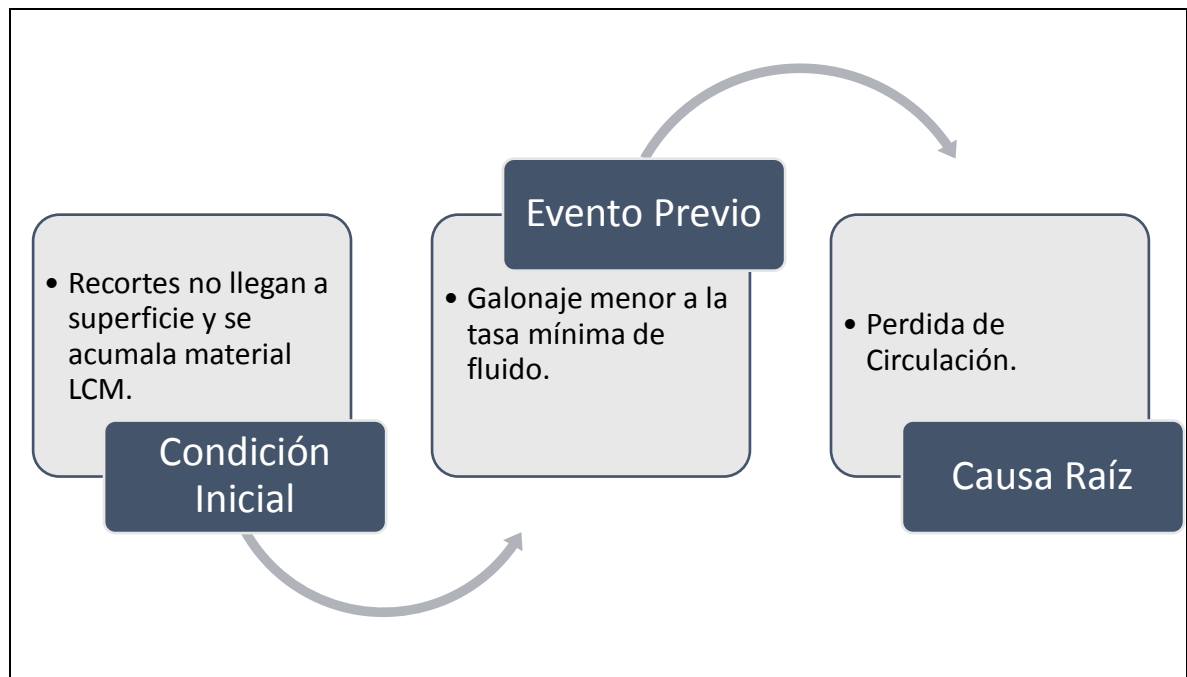 • Recortes no llegan a
superficie y se
acumala material
LCM.
Condición
Inicial
Evento Previo
• Galonaje menor a la
tasa mínima de
fluido.
• Perdida de
Circulación.
Causa Raíz